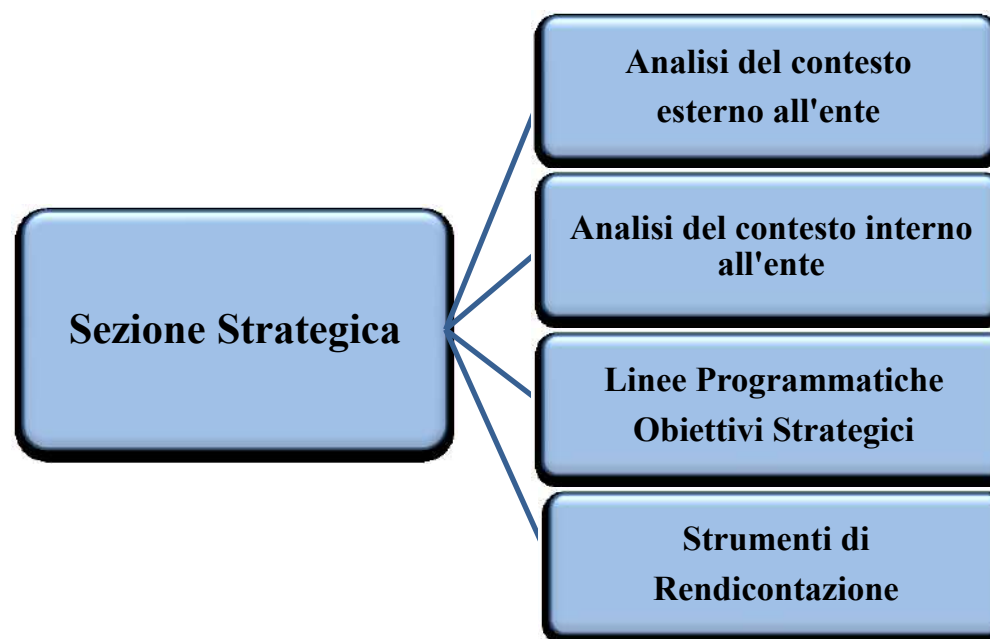 Analisi del contesto
esterno all'ente
Analisi del contesto interno
all'ente
Sezione Strategica
Linee Programmatiche
Obiettivi Strategici
Strumenti di
Rendicontazione